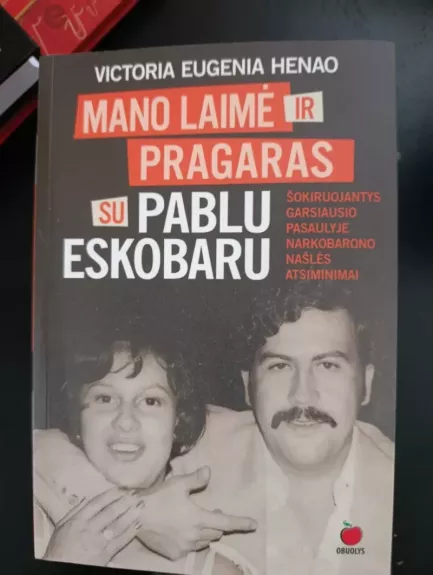 VICTORIA EUGENIA HENAO
MANO LAIMĖ IR
PRAGARAS
SU PABLU
ESKOBARU
ŠOKIRUOJANTYS
GARSIAUSIO
PASAULYJE
NARKOBARONO
NAŠLĖS
ATSIMINIMAI
OBUOLYS